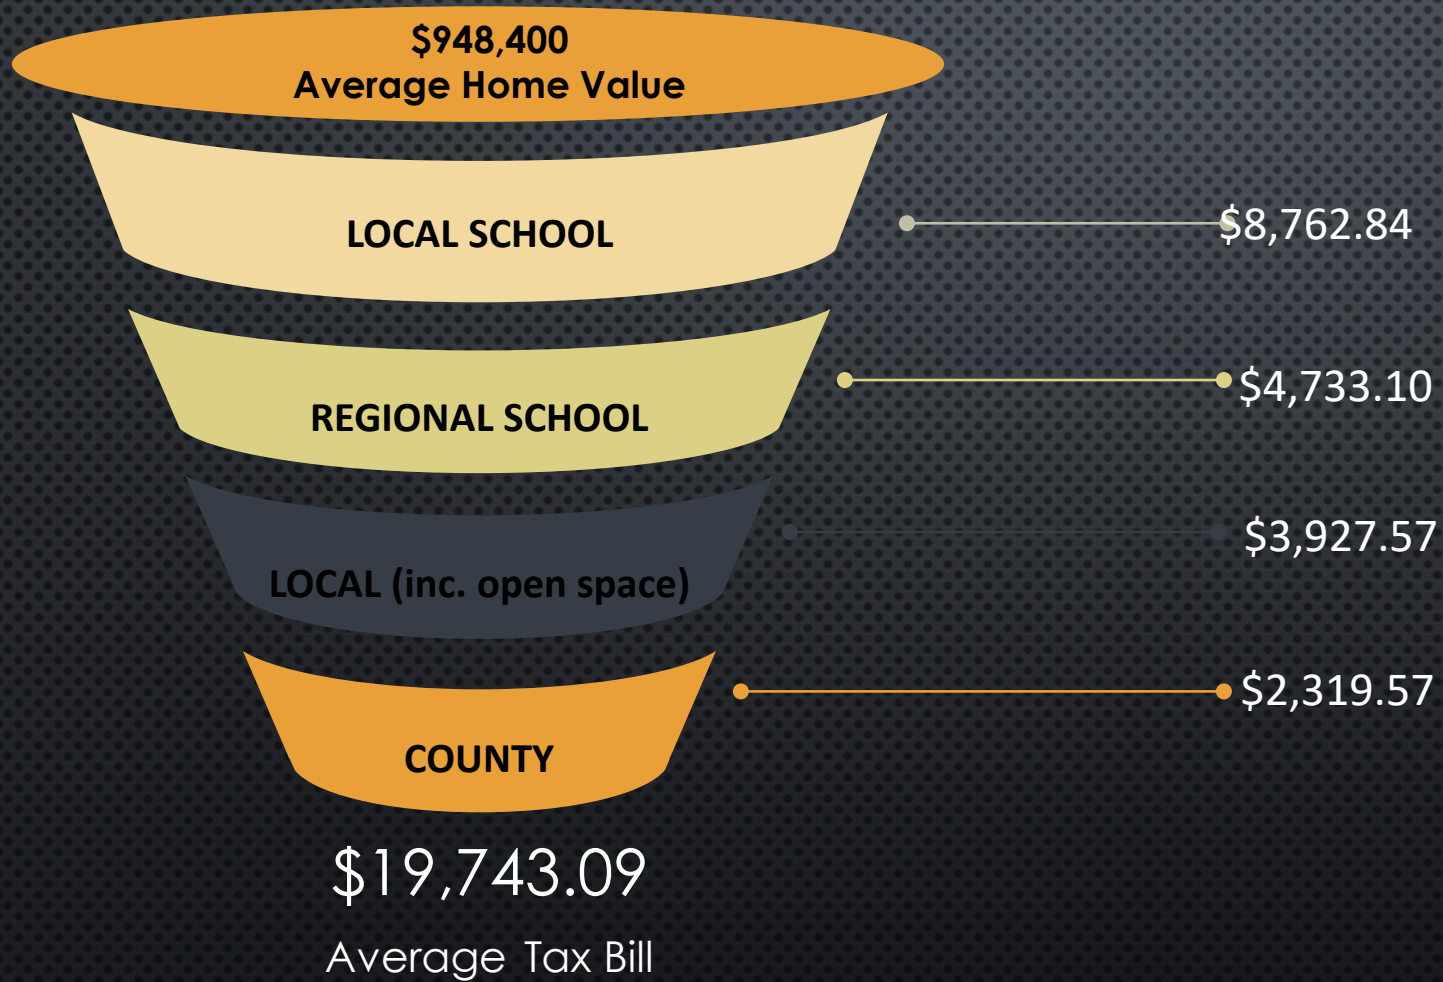 $948,400
Average Home Value
LOCAL SCHOOL
$8,762.84
REGIONAL SCHOOL
$4,733.10
LOCAL (inc. open space)
$3,927.57
COUNTY
$2,319.57
$19,743.09
Average Tax Bill